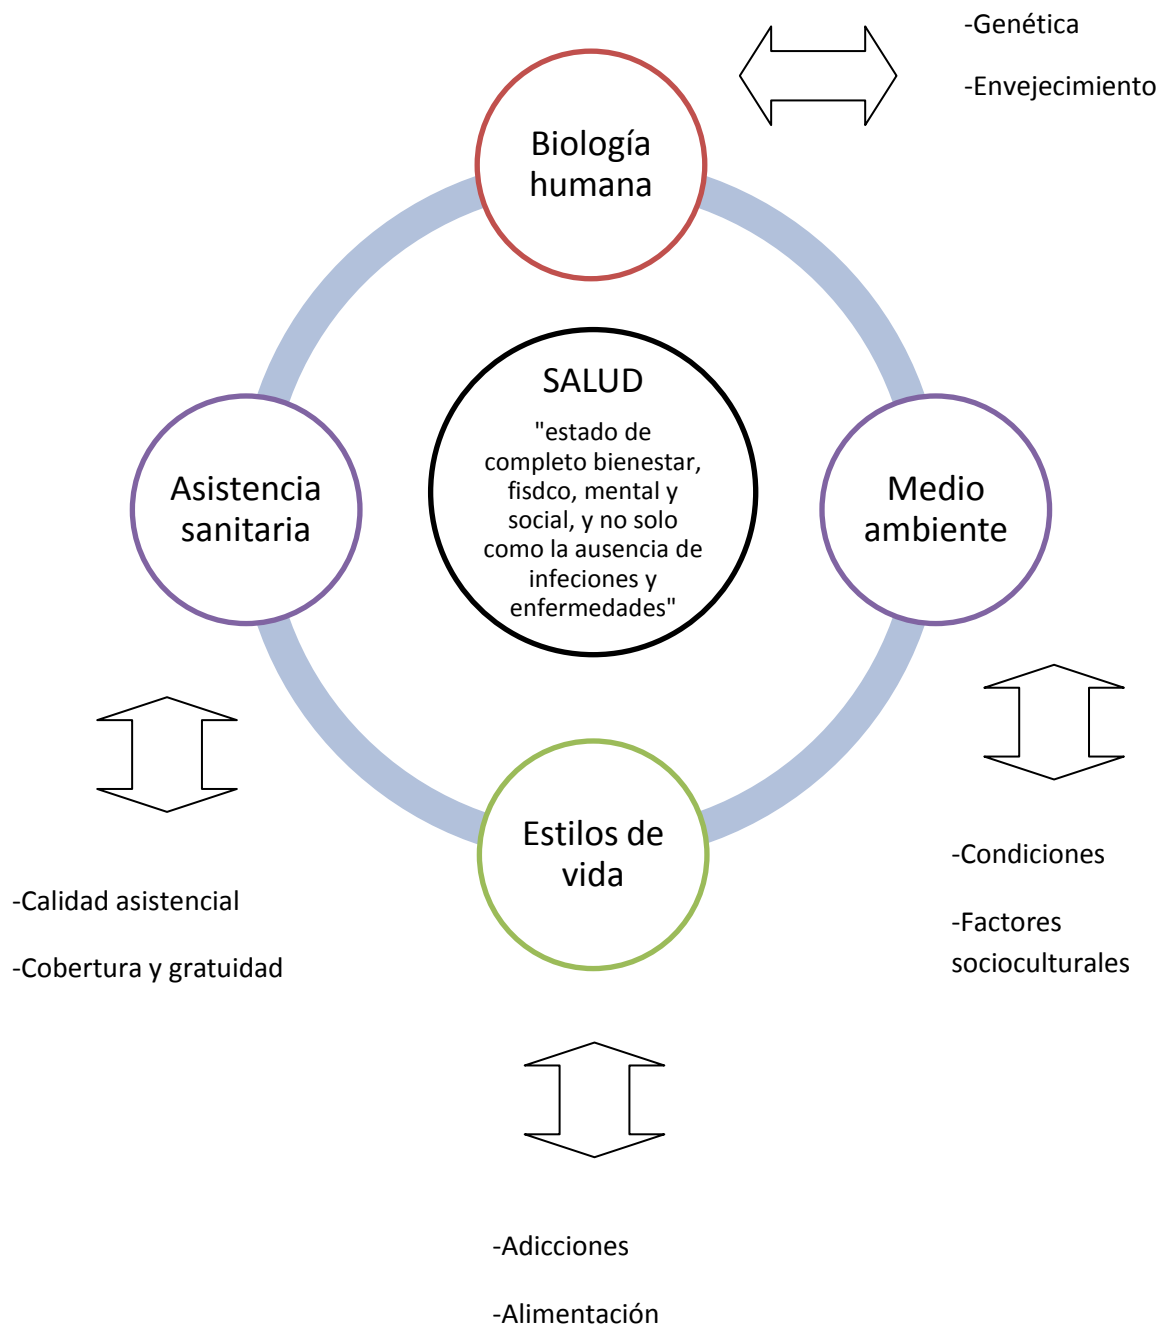 -Genética
-Envejecimiento
Biología
humana
SALUD
"estado de
completo bienestar,
fisdco, mental y
social, y no solo
como la ausencia de
infeciones y
enfermedades"
Asistencia
sanitaria
Medio
ambiente
Estilos de
vida
-Calidad asistencial
-Cobertura y gratuidad
-Condiciones
-Factores
socioculturales
-Adicciones
-Alimentación